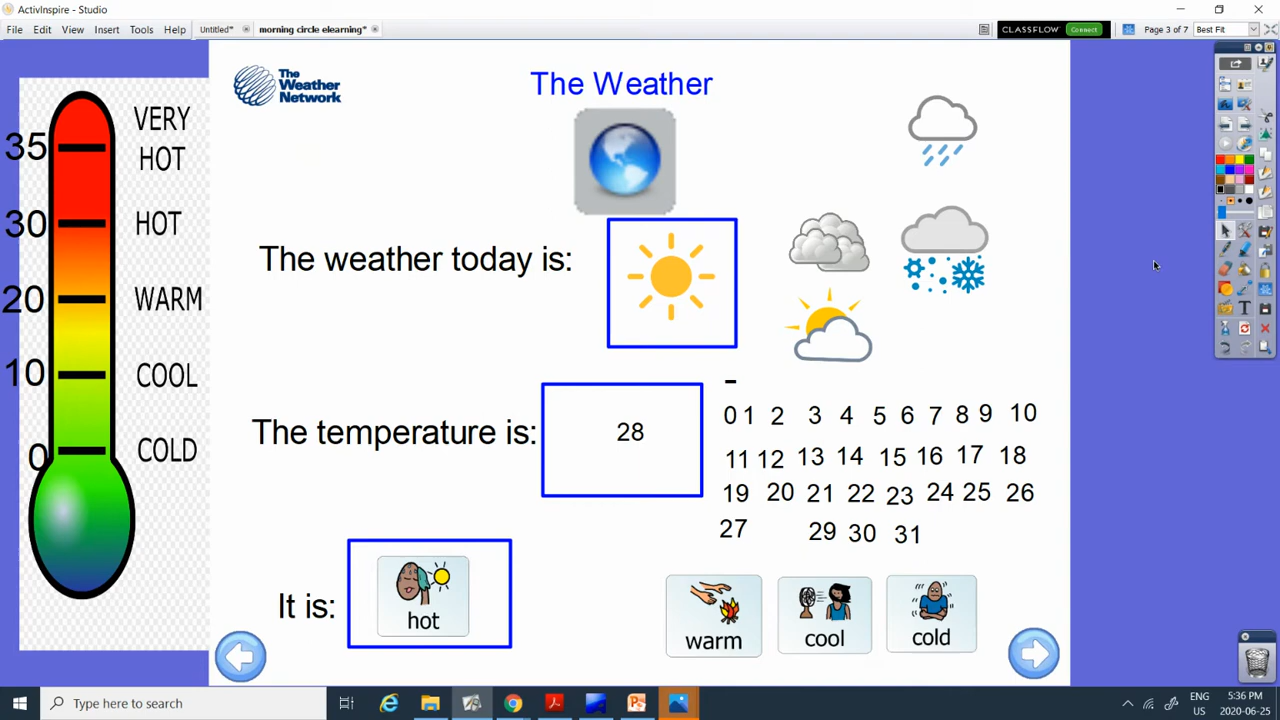 ActivInspire - Studio
File Edit View Insert Tools Help
Untitled*
morning circle elearning*
CLASSFLOW Connect
Page 3 of 7
Best Fit
The
Weather
Network
The Weather
35
30
20
10
0
VERY
HOT
HOT
WARM
COOL
COLD
The weather today is:
The temperature is:
28
-
0 1 2 3 4 5 6 7 8 9 10
11 12 13 14 15 16 17 18
19 20 21 22 23 24 25 26
27 29 30 31
It is:
hot
warm
cool
cold
Type here to search
ENG
US
5:36 PM
2020-06-25